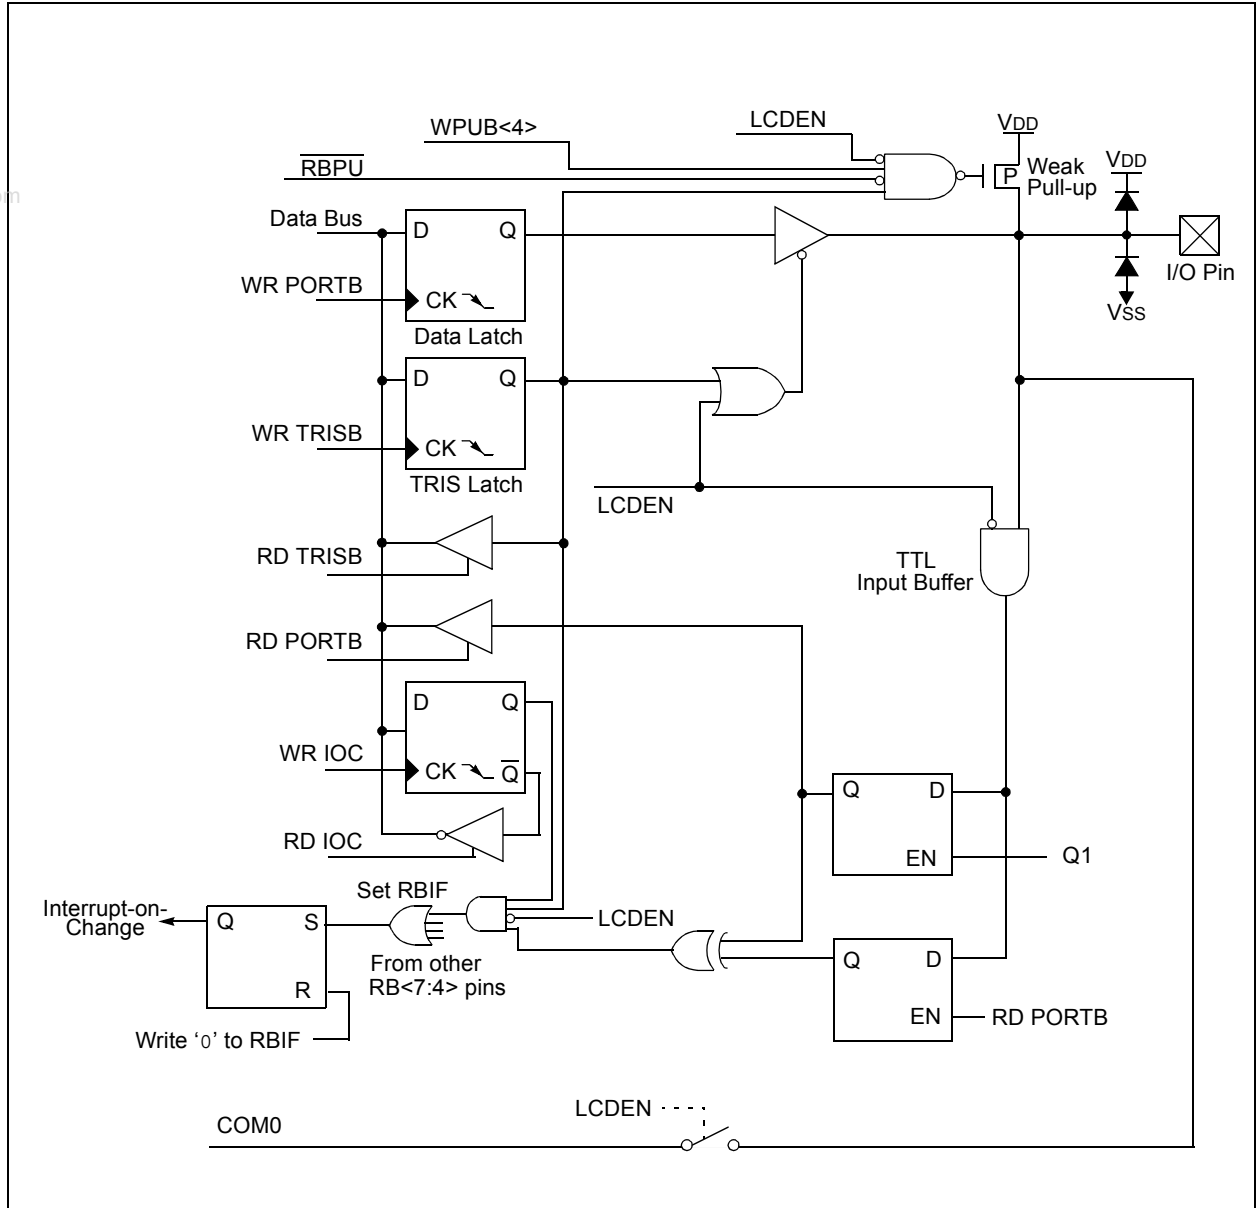 LCDEN
WPUB<4>
VDD
RBPU
Weak
Pull-up
P
VDD
om
Data Bus
D
Q
I/O Pin
WR PORTB
CK
VSS
Data Latch
D
Q
WR TRISB
CK
TRIS Latch
LCDEN
RD TRISB
TTL
Input Buffer
RD PORTB
D
Q
WR IOC
CK
Q
Q
D
RD IOC
EN
Q1
Set RBIF
Interrupt-on-
Change
Q
S
LCDEN
From other
RB<7:4> pins
Q
D
R
EN
RD PORTB
Write ‘0’ to RBIF
LCDEN
COM0